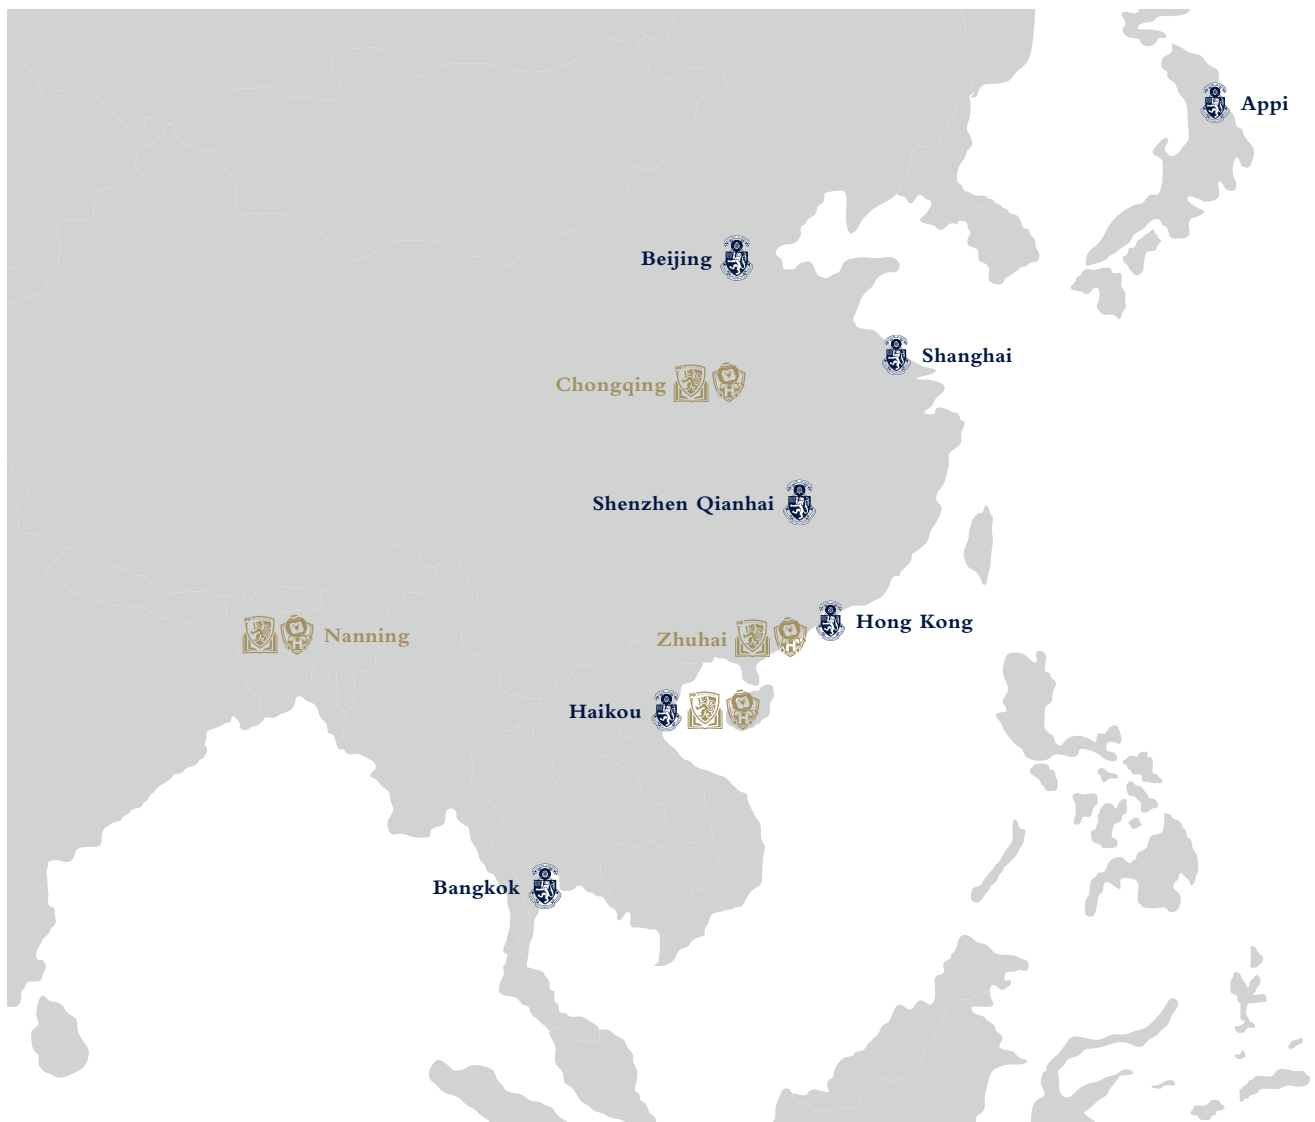 Appi
Beijing
Shanghai
Chongqing
Shenzhen Qianhai
Hong Kong
Nanning
Zhuhai
Haikou
Bangkok